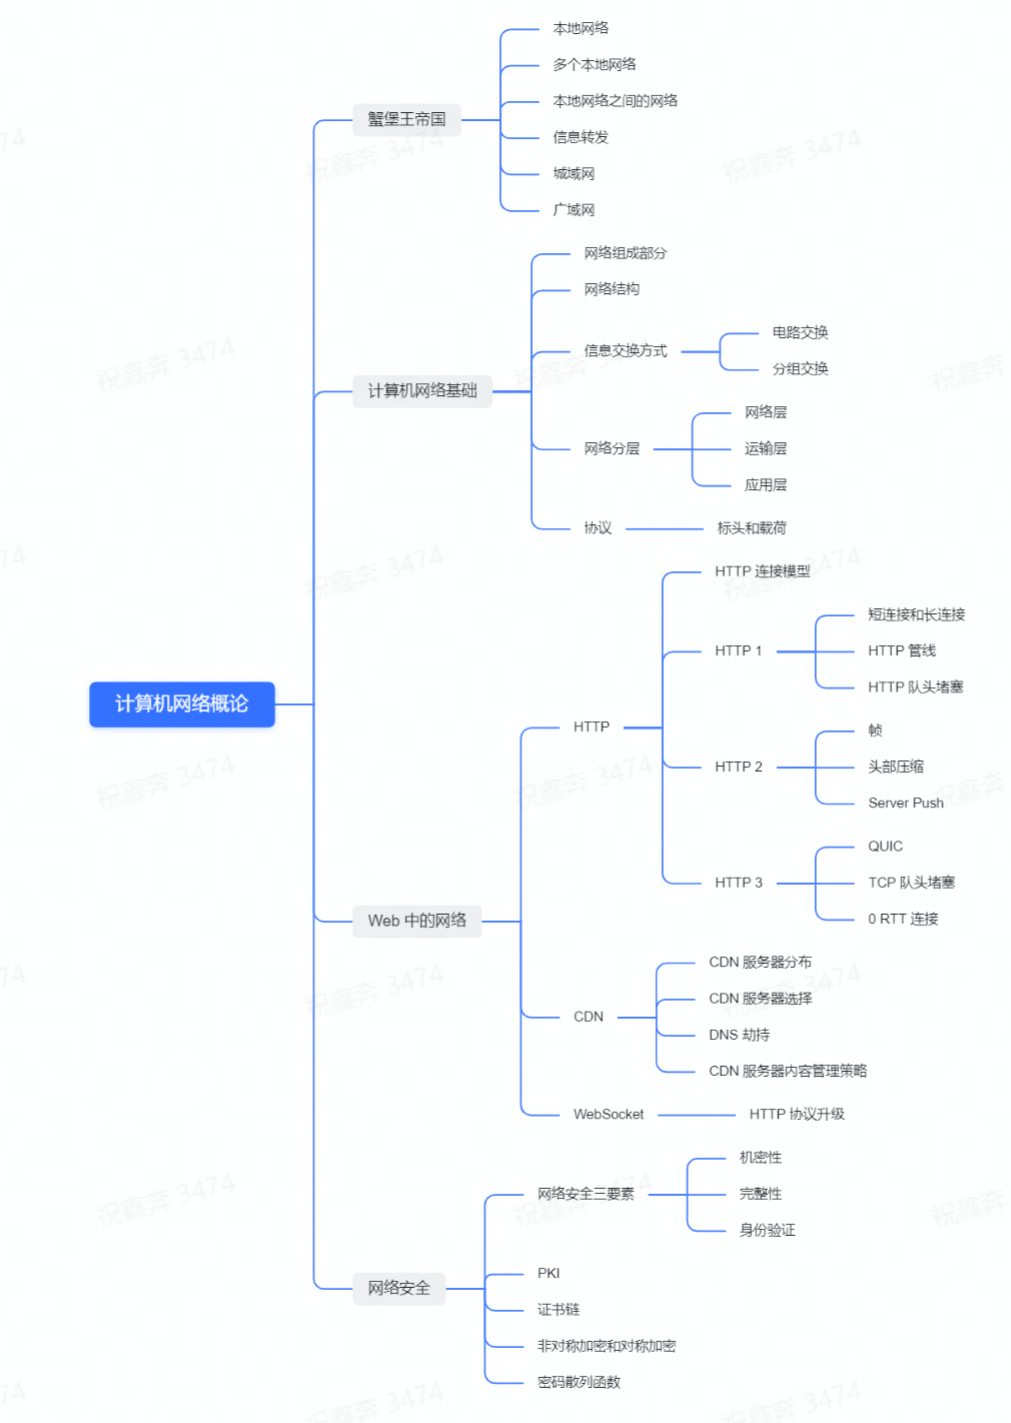 计算机网络概论
蟹堡王帝国
本地网络
多个本地网络
本地网络之间的网络
信息转发
城域网
广域网
计算机网络基础
网络组成部分
网络结构
信息交换方式
电路交换
分组交换
网络分层
网络层
运输层
应用层
协议
标头和载荷
Web 中的网络
HTTP
HTTP 连接模型
HTTP 1
短连接和长连接
HTTP 管线
HTTP 队头堵塞
HTTP 2
帧
头部压缩
Server Push
HTTP 3
QUIC
TCP 队头堵塞
0 RTT 连接
CDN
CDN 服务器分布
CDN 服务器选择
DNS 劫持
CDN 服务器内容管理策略
WebSocket
HTTP 协议升级
网络安全
网络安全三要素
机密性
完整性
身份验证
PKI
证书链
非对称加密和对称加密
密码散列函数
祝鑫奔 3474